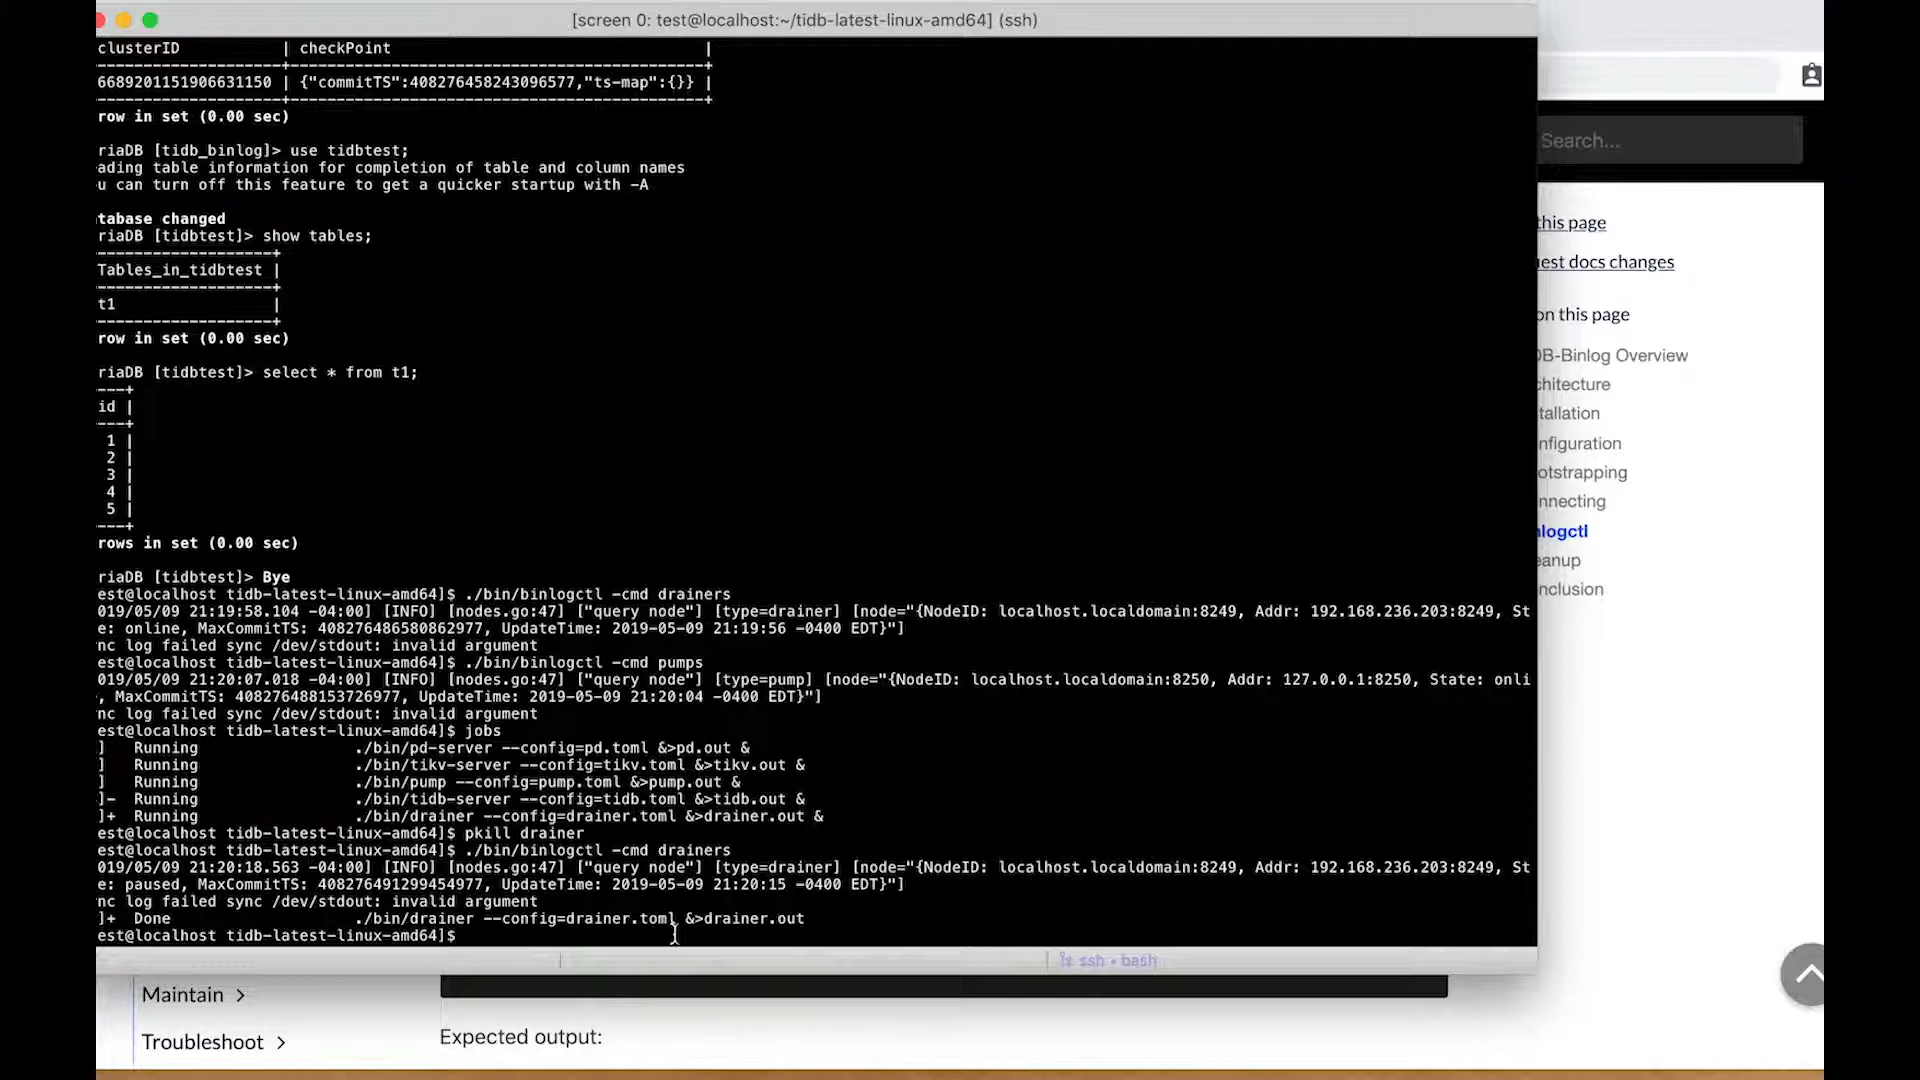 [screen 0: test@localhost:~/tidb-latest-linux-amd64] (ssh)
clusterID | checkPoint |
6689201151906631150 | {"commitTS":408276458243096577,"ts-map":{}} |
row in set (0.00 sec)
riaDB [tidb_binlog]> use tidbtest;
ading table information for completion of table and column names
u can turn off this feature to get a quicker startup with -A
tabase changed
riaDB [tidbtest]> show tables;
Tables_in_tidbtest |
t1 |
row in set (0.00 sec)
riaDB [tidbtest]> select * from t1;
id |
1 |
2 |
3 |
4 |
5 |
rows in set (0.00 sec)
riaDB [tidbtest]> Bye
est@localhost tidb-latest-linux-amd64]$ ./bin/binlogctl -cmd drainers
019/05/09 21:19:58.104 -04:00] [INFO] [nodes.go:47] ["query node"] [type=drainer] [node="{NodeID: localhost.localdomain:8249, Addr: 192.168.236.203:8249, St
e: online, MaxCommitTS: 408276486580862977, UpdateTime: 2019-05-09 21:19:56 -0400 EDT}"]
nc log failed sync /dev/stdout: invalid argument
est@localhost tidb-latest-linux-amd64]$ ./bin/binlogctl -cmd pumps
019/05/09 21:20:07.018 -04:00] [INFO] [nodes.go:47] ["query node"] [type=pump] [node="{NodeID: localhost.localdomain:8250, Addr: 127.0.0.1:8250, State: onli
, MaxCommitTS: 408276488153726977, UpdateTime: 2019-05-09 21:20:04 -0400 EDT}"]
nc log failed sync /dev/stdout: invalid argument
est@localhost tidb-latest-linux-amd64]$ jobs
] Running ./bin/pd-server --config=pd.toml &>pd.out &
] Running ./bin/tikv-server --config=tikv.toml &>tikv.out &
] Running ./bin/pump --config=pump.toml &>pump.out &
]- Running ./bin/tidb-server --config=tidb.toml &>tidb.out &
]+ Running ./bin/drainer --config=drainer.toml &>drainer.out &
est@localhost tidb-latest-linux-amd64]$ pkill drainer
est@localhost tidb-latest-linux-amd64]$ ./bin/binlogctl -cmd drainers
019/05/09 21:20:18.563 -04:00] [INFO] [nodes.go:47] ["query node"] [type=drainer] [node="{NodeID: localhost.localdomain:8249, Addr: 192.168.236.203:8249, St
e: paused, MaxCommitTS: 408276491299454977, UpdateTime: 2019-05-09 21:20:15 -0400 EDT}"]
nc log failed sync /dev/stdout: invalid argument
]+ Done ./bin/drainer --config=drainer.toml &>drainer.out
est@localhost tidb-latest-linux-amd64]$
ssh • bash
Search...
this page
est docs changes
on this page
DB-Binlog Overview
chitecture
tallation
nfiguration
otstrapping
nnecting
nlogctl
eanup
nclusion
Maintain >
Troubleshoot >
Expected output: